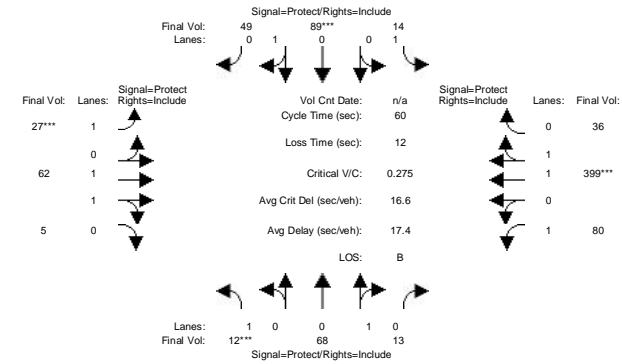 Signal=Protect/Rights=Include
Final Vol: 49 89*** 14
Lanes: 0 1 0 0 1
Signal=Protect
Final Vol: Lanes: Rights=Include
Vol Cnt Date: n/a
Signal=Protect
Rights=Include Lanes: Final Vol:
Cycle Time (sec): 60
27*** 1
0 36
Loss Time (sec): 12
0
1
62 1
Critical V/C: 0.275
1 399***
1
Avg Crit Del (sec/veh): 16.6
0
5 0
Avg Delay (sec/veh): 17.4
1 80
LOS: B
Lanes: 1 0 0 1 0
Final Vol: 12*** 68 13
Signal=Protect/Rights=Include